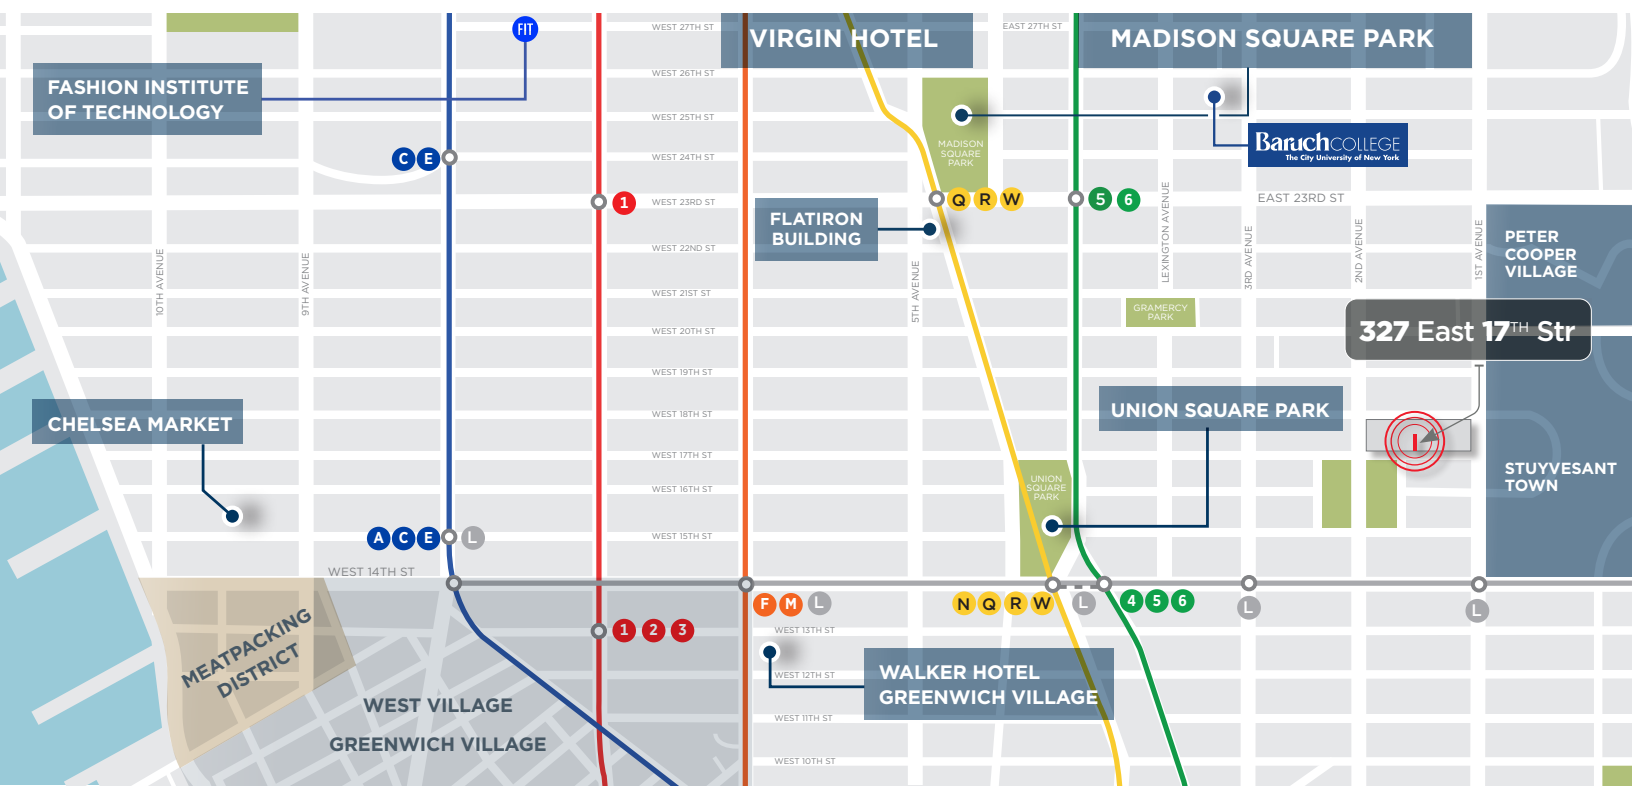 WEST 27TH ST
EAST 27TH ST
FIT
VIRGIN HOTEL
MADISON SQUARE PARK
WEST 26TH ST
FASHION INSTITUTE
OF TECHNOLOGY
WEST 25TH ST
MADISON
SQUARE
PARK
Baruch COLLEGE
The City University of New York
C E
WEST 24TH ST
1
WEST 23RD ST
Q R W
5 6
EAST 23RD ST
FLATIRON
BUILDING
WEST 22ND ST
10TH AVENUE
9TH AVENUE
5TH AVENUE
LEXINGTON AVENUE
3RD AVENUE
2ND AVENUE
1ST AVENUE
PETER
COOPER
VILLAGE
WEST 21ST ST
GRAMERCY
PARK
WEST 20TH ST
327 East 17TH Str
WEST 19TH ST
CHELSEA MARKET
WEST 18TH ST
UNION SQUARE PARK
WEST 17TH ST
STUYVESANT
TOWN
UNION
SQUARE
PARK
WEST 16TH ST
A C E L
WEST 15TH ST
WEST 14TH ST
F M L
N Q R W
L
4 5 6
L
L
1 2 3
WEST 13TH ST
MEATPACKING
DISTRICT
WEST 12TH ST
WALKER HOTEL
GREENWICH VILLAGE
WEST VILLAGE
GREENWICH VILLAGE
WEST 11TH ST
WEST 10TH ST